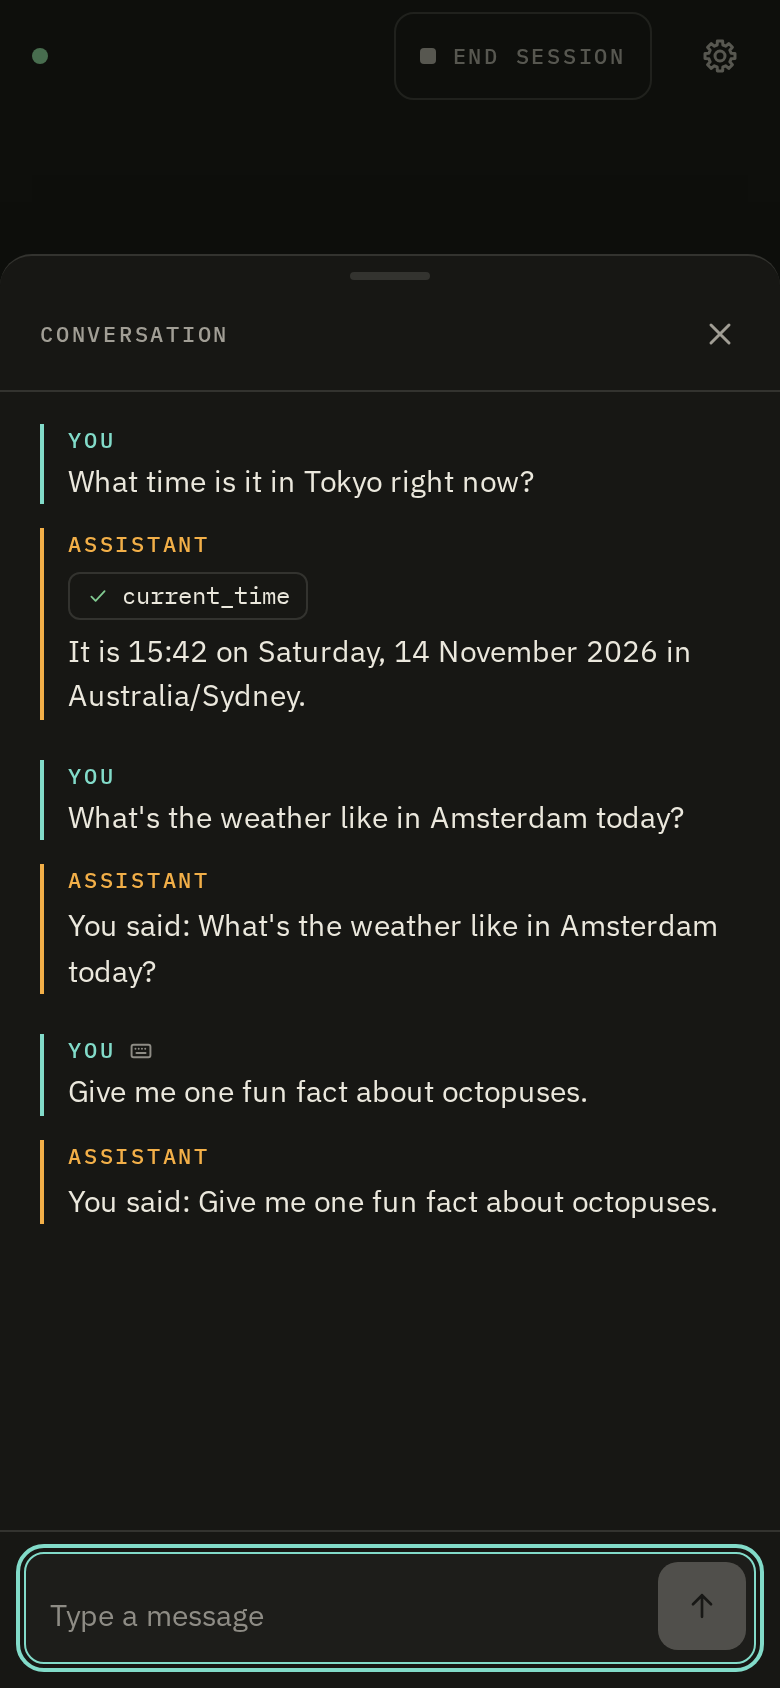 END SESSION
CONVERSATION
YOU
What time is it in Tokyo right now?
ASSISTANT
current_time
It is 15:42 on Saturday, 14 November 2026 in
Australia/Sydney.
YOU
What's the weather like in Amsterdam today?
ASSISTANT
You said: What's the weather like in Amsterdam
today?
YOU
Give me one fun fact about octopuses.
ASSISTANT
You said: Give me one fun fact about octopuses.
Type a message